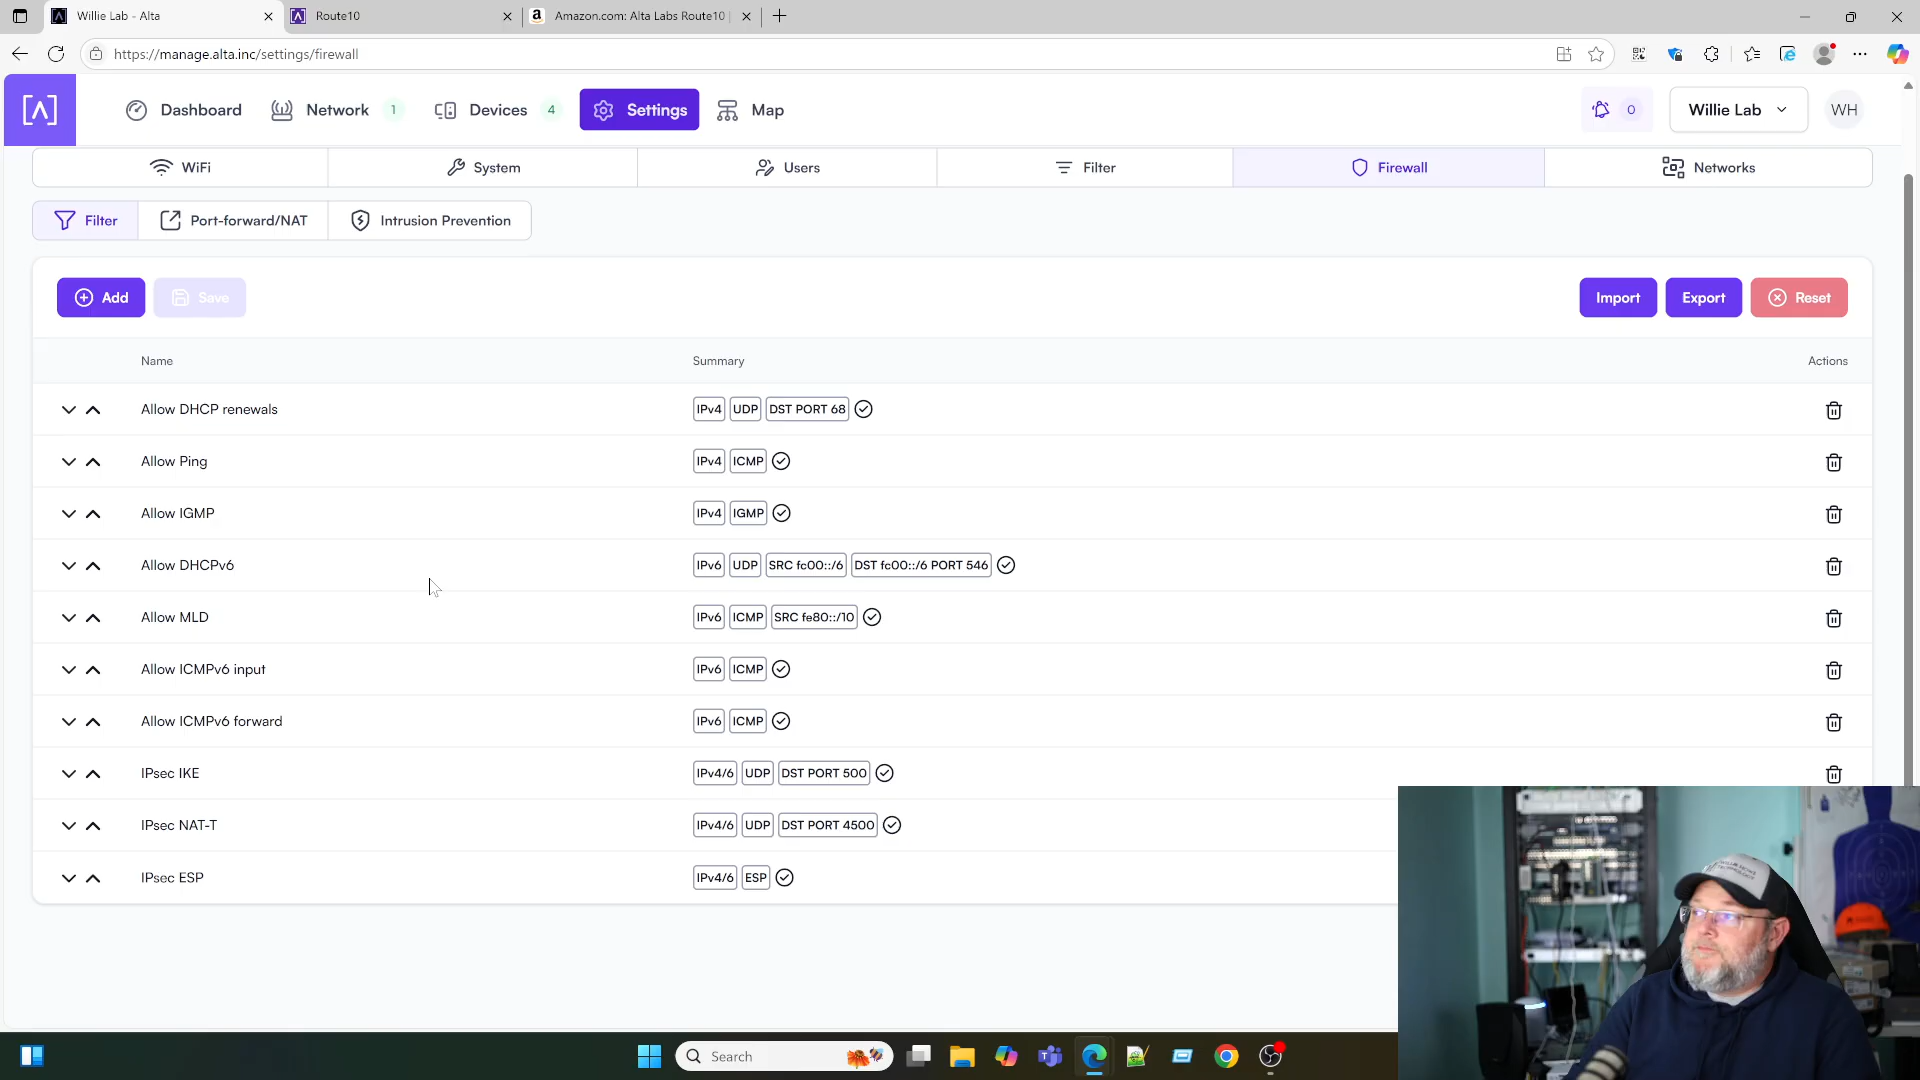 Willie Lab - Alta
Route10
Amazon.com: Alta Labs Route10
https://manage.alta.inc/settings/firewall
Dashboard
Network 1
Devices 4
Settings
Map
0
Willie Lab
WH
WiFi
System
Users
Filter
Firewall
Networks
Filter
Port-forward/NAT
Intrusion Prevention
Add
Save
Import
Export
Reset
Name Summary Actions
Allow DHCP renewals IPv4 UDP DST PORT 68
Allow Ping IPv4 ICMP
Allow IGMP IPv4 IGMP
Allow DHCPv6 IPv6 UDP SRC fc00::/6 DST fc00::/6 PORT 546
Allow MLD IPv6 ICMP SRC fe80::/10
Allow ICMPv6 input IPv6 ICMP
Allow ICMPv6 forward IPv6 ICMP
IPsec IKE IPv4/6 UDP DST PORT 500
IPsec NAT-T IPv4/6 UDP DST PORT 4500
IPsec ESP IPv4/6 ESP
Search